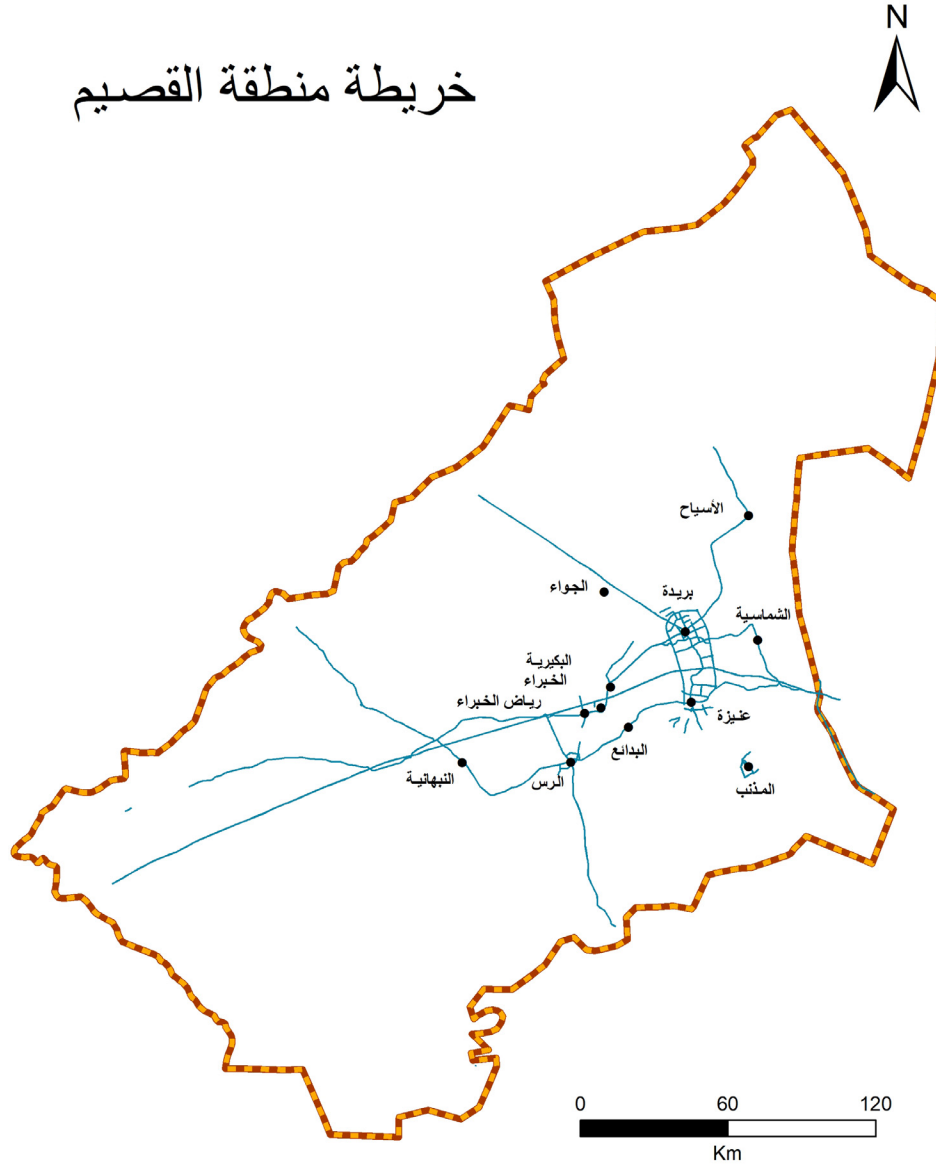 N
خريطة منطقة القصيم
الأسياح
الجواء
بريدة
الشماسية
البكيرية
الخبراء
رياض الخبراء
عنيزة
البدائع
النبهانية
الرس
المذنب
0 60 120
Km